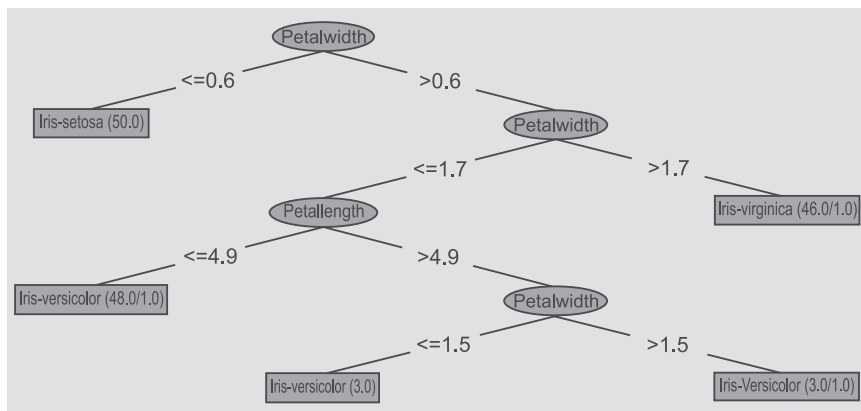 Petalwidth
<=0.6
>0.6
Iris-setosa (50.0)
Petalwidth
<=1.7
>1.7
Petallength
Iris-virginica (46.0/1.0)
<=4.9
>4.9
Iris-versicolor (48.0/1.0)
Petalwidth
<=1.5
>1.5
Iris-versicolor (3.0)
Iris-Versicolor (3.0/1.0)